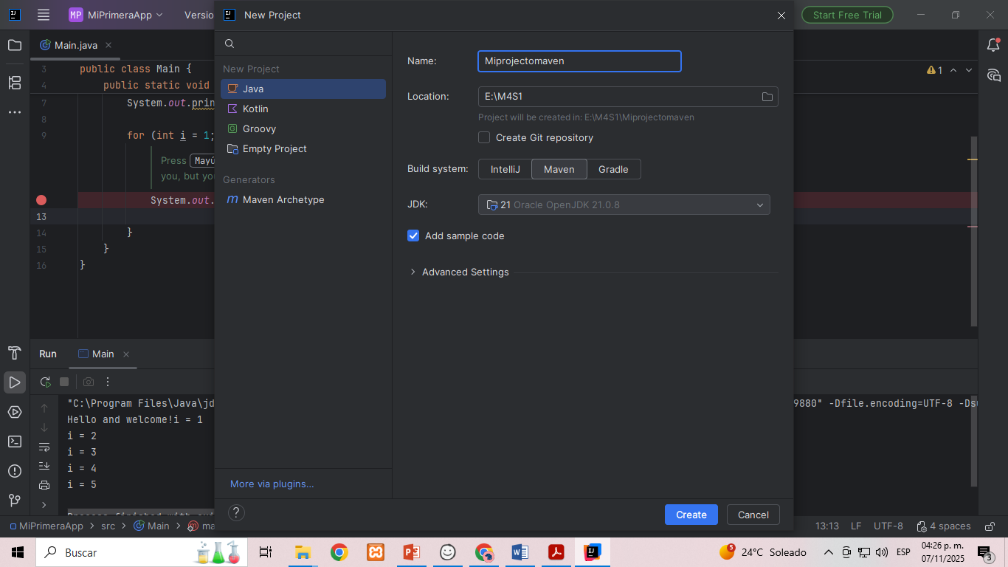 MP MiPrimeraApp
Versio
New Project
Start Free Trial
Main.java
3 public class Main {
4 public static void
7 System.out.prin
8
9 for (int i = 1;
Press Mayú
you, but yo
System.out.
13
14 }
15 }
16 }
1
New Project
Java
Kotlin
Groovy
Empty Project
Generators
Maven Archetype
More via plugins...
Name: Miprojectomaven
Location: E:\M4S1
Project will be created in: E:\M4S1\Miprojectomaven
Create Git repository
Build system: IntelliJ Maven Gradle
JDK: 21 Oracle OpenJDK 21.0.8
Add sample code
Advanced Settings
? Create Cancel
Run Main
"C:\Program Files\Java\jd
9880" -Dfile.encoding=UTF-8 -Dsu
Hello and welcome!i = 1
i = 2
i = 3
i = 4
i = 5
MiPrimeraApp > src > Main > ma
13:13 LF UTF-8 4 spaces
Buscar
5 24°C Soleado
ESP
04:26 p. m.
07/11/2025
3